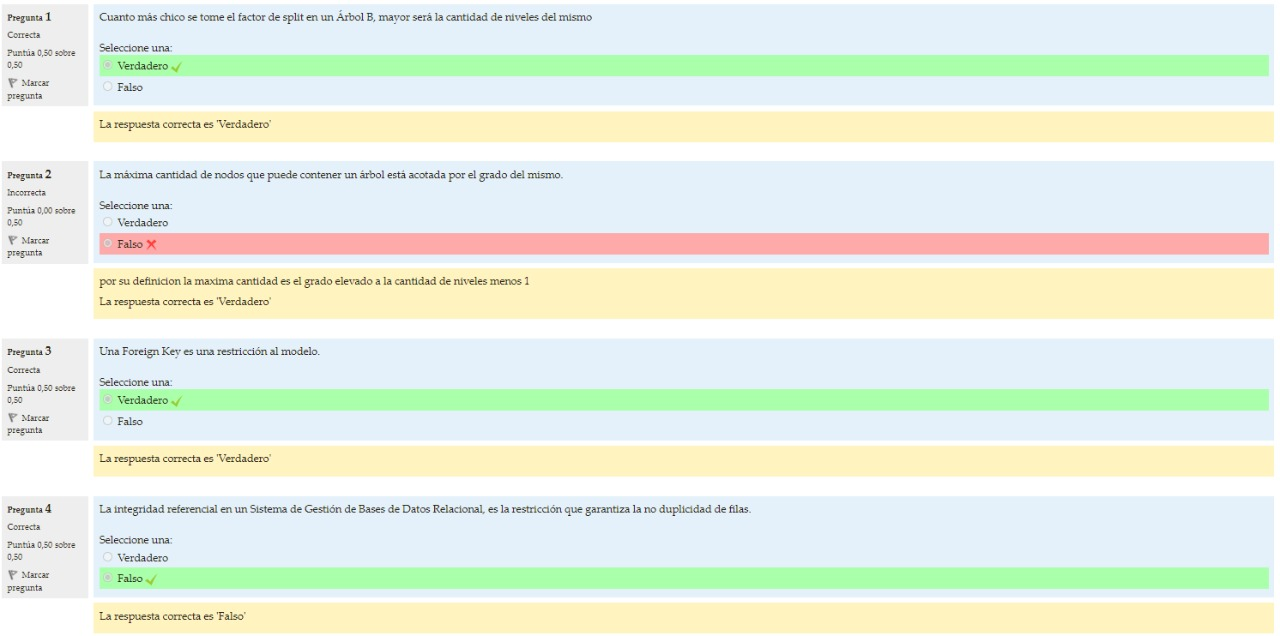 Pregunta 1
Correcta
Puntúa 0,50 sobre
0,50
Marcar
pregunta
Cuanto más chico se tome el factor de split en un Árbol B, mayor será la cantidad de niveles del mismo
Seleccione una:
Verdadero
Falso
La respuesta correcta es 'Verdadero'
Pregunta 2
Incorrecta
Puntúa 0,00 sobre
0,50
Marcar
pregunta
La máxima cantidad de nodos que puede contener un árbol está acotada por el grado del mismo.
Seleccione una:
Verdadero
Falso
por su definicion la maxima cantidad es el grado elevado a la cantidad de niveles menos 1
La respuesta correcta es 'Verdadero'
Pregunta 3
Correcta
Puntúa 0,50 sobre
0,50
Marcar
pregunta
Una Foreign Key es una restricción al modelo.
Seleccione una:
Verdadero
Falso
La respuesta correcta es 'Verdadero'
Pregunta 4
Correcta
Puntúa 0,50 sobre
0,50
Marcar
pregunta
La integridad referencial en un Sistema de Gestión de Bases de Datos Relacional, es la restricción que garantiza la no duplicidad de filas.
Seleccione una:
Verdadero
Falso
La respuesta correcta es 'Falso'